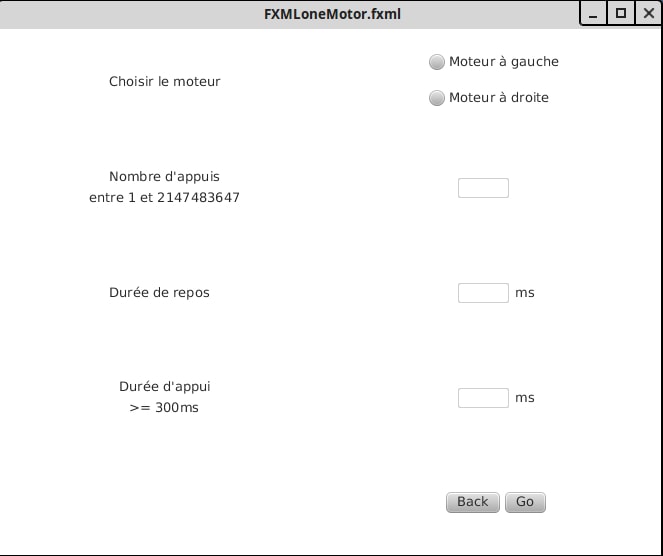 FXMLoneMotor.fxml
Moteur à gauche
Choisir le moteur
Moteur à droite
Nombre d'appuis
entre 1 et 2147483647
Durée de repos
ms
Durée d'appui
>= 300ms
ms
Back
Go